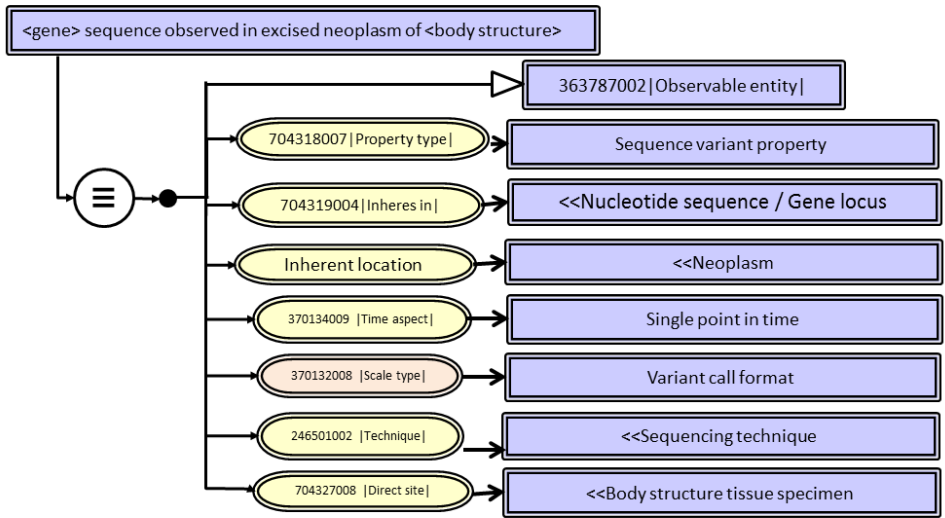 <gene> sequence observed in excised neoplasm of <body structure>
363787002|Observable entity|
704318007|Property type|
Sequence variant property
704319004|Inheres in|
<<Nucleotide sequence / Gene locus
Inherent location
<<Neoplasm
370134009 |Time aspect|
Single point in time
370132008 |Scale type|
Variant call format
246501002 |Technique|
<<Sequencing technique
704327008 |Direct site|
<<Body structure tissue specimen